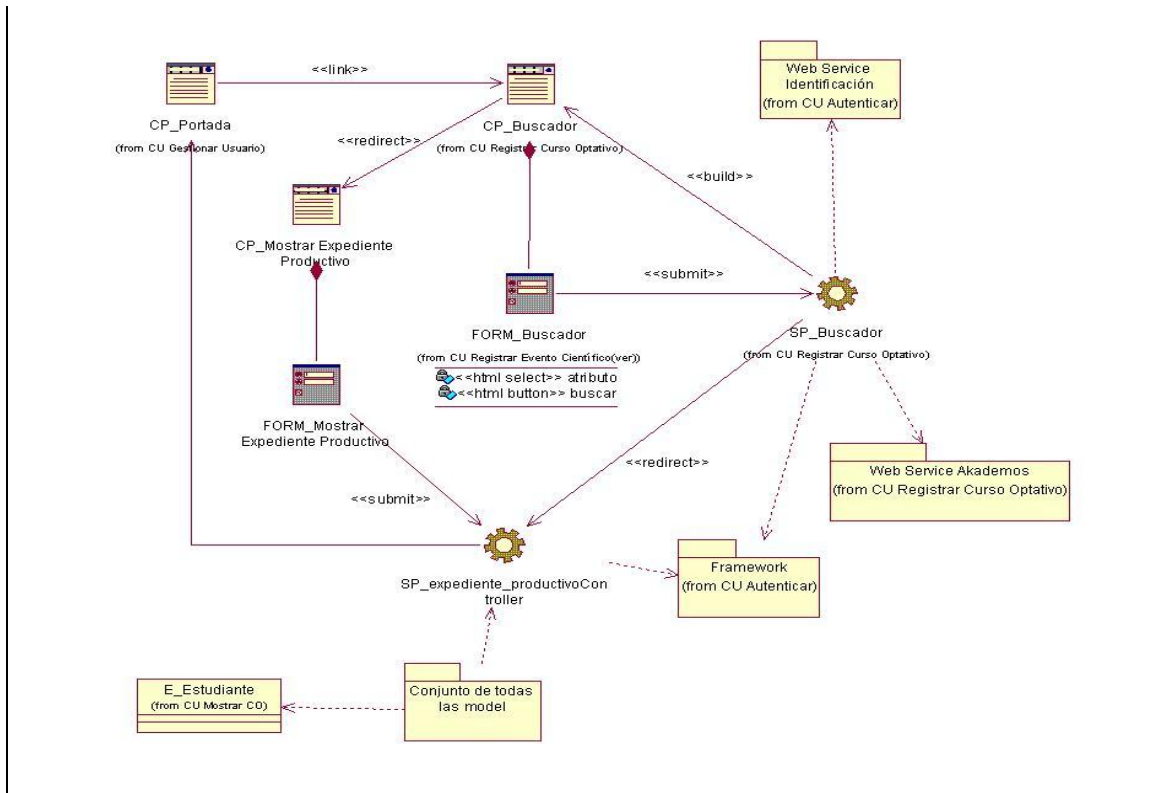 <<link>>
Web Service
Identificación
(from CU Autenticar)
CP_Portada
(from CU Gestionar Usuario)
CP_Buscador
(from CU Registrar Curso Optativo)
<<redirect>>
<<build>>
CP_Mostrar Expediente
Productivo
<<submit>>
FORM_Buscador
(from CU Registrar Evento Científico(ver))
<<html select>> atributo
<<html button>> buscar
SP_Buscador
(from CU Registrar Curso Optativo)
FORM_Mostrar
Expediente Productivo
<<redirect>>
Web Service Akademos
(from CU Registrar Curso Optativo)
<<submit>>
SP_expediente_productivoCon
troller
Framework
(from CU Autenticar)
E_Estudiante
(from CU Mostrar CO)
Conjunto de todas
las model